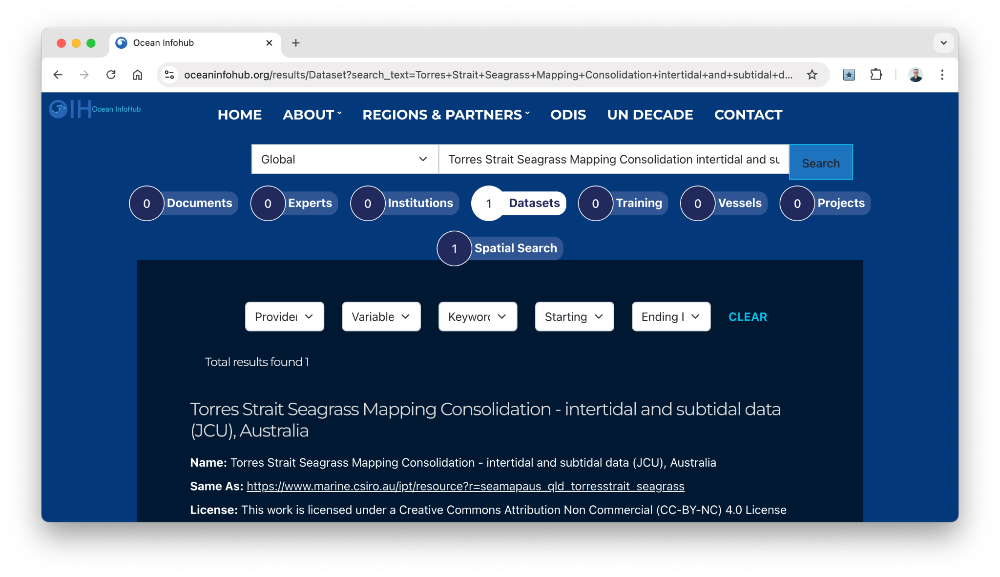 Ocean Infohub
oceaninfohub.org/results/Dataset?search_text=Torres+Strait+Seagrass+Mapping+Consolidation+intertidal+and+subtidal+d...
OIH Ocean InfoHub
HOME ABOUT REGIONS & PARTNERS ODIS UN DECADE CONTACT
Global Torres Strait Seagrass Mapping Consolidation intertidal and su Search
0 Documents 0 Experts 0 Institutions 1 Datasets 0 Training 0 Vessels 0 Projects
1 Spatial Search
Provider Variable Keyword Starting Ending CLEAR
Total results found 1
Torres Strait Seagrass Mapping Consolidation - intertidal and subtidal data
(JCU), Australia
Name: Torres Strait Seagrass Mapping Consolidation - intertidal and subtidal data (JCU), Australia
Same As: https://www.marine.csiro.au/ipt/resource?r=seamapaus_qld_torresstrait_seagrass
License: This work is licensed under a Creative Commons Attribution Non Commercial (CC-BY-NC) 4.0 License